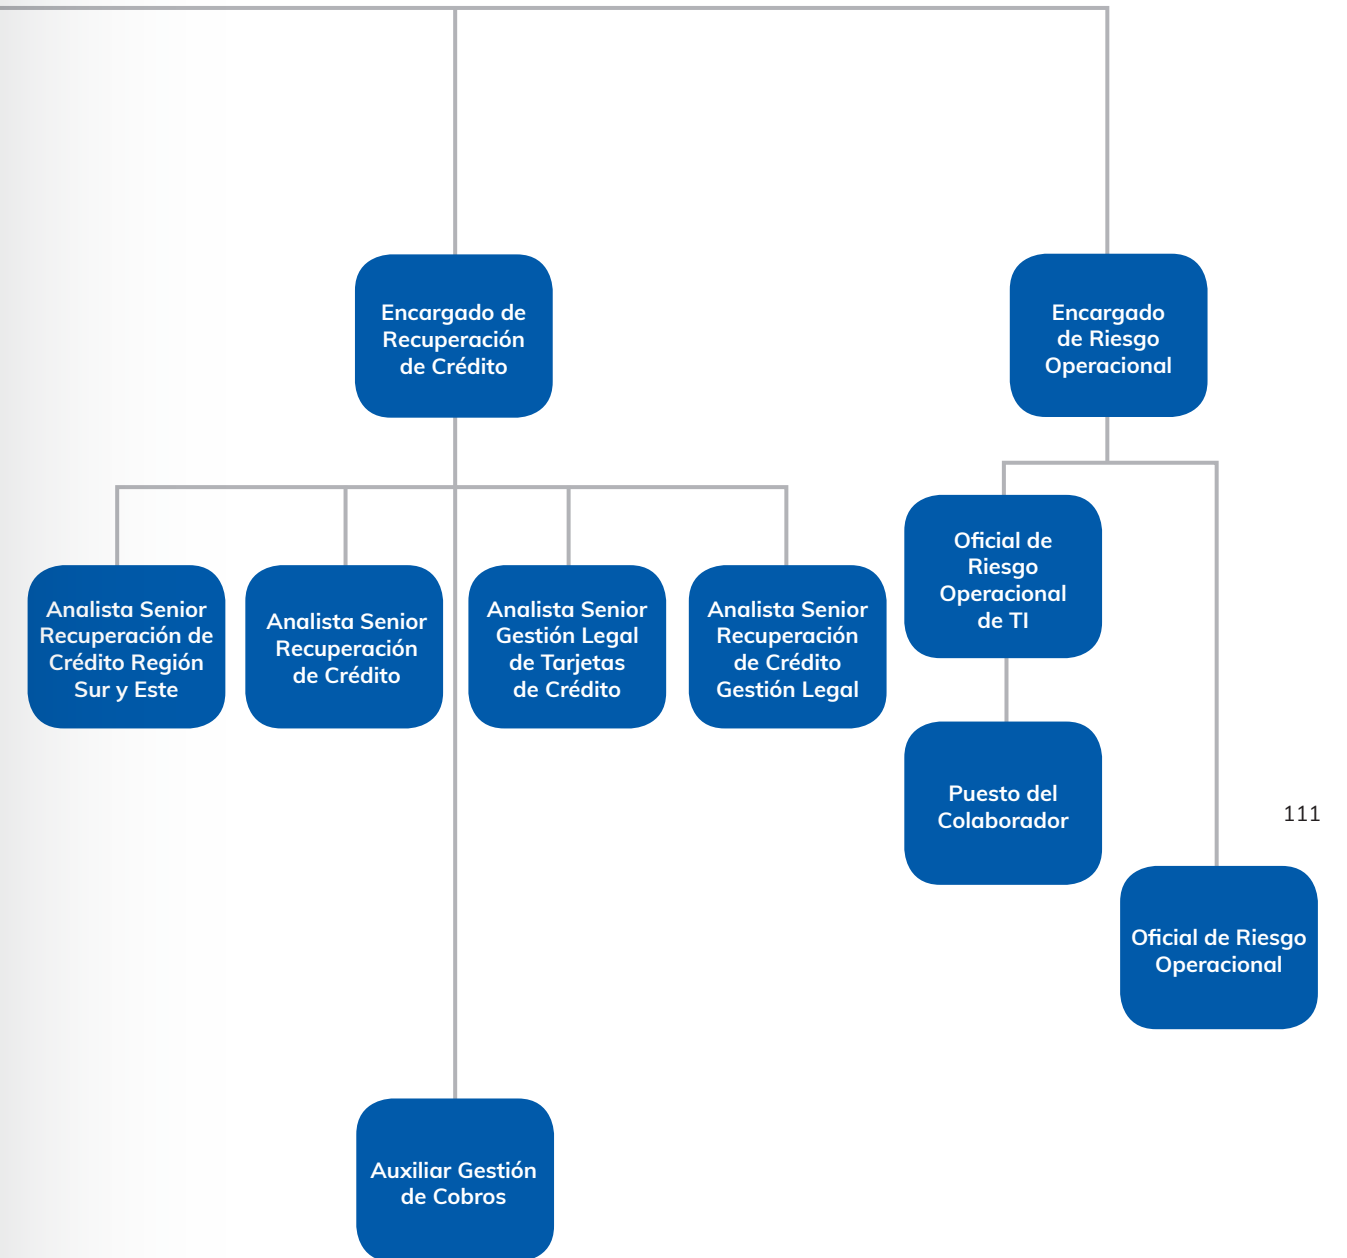 Encargado de
Recuperación
de Crédito
Encargado
de Riesgo
Operacional
Analista Senior
Recuperación de
Crédito Región
Sur y Este
Analista Senior
Recuperación
de Crédito
Analista Senior
Gestión Legal
de Tarjetas
de Crédito
Analista Senior
Recuperación
de Crédito
Gestión Legal
Oficial de
Riesgo
Operacional
de TI
Puesto del
Colaborador
111
Oficial de Riesgo
Operacional
Auxiliar Gestión
de Cobros